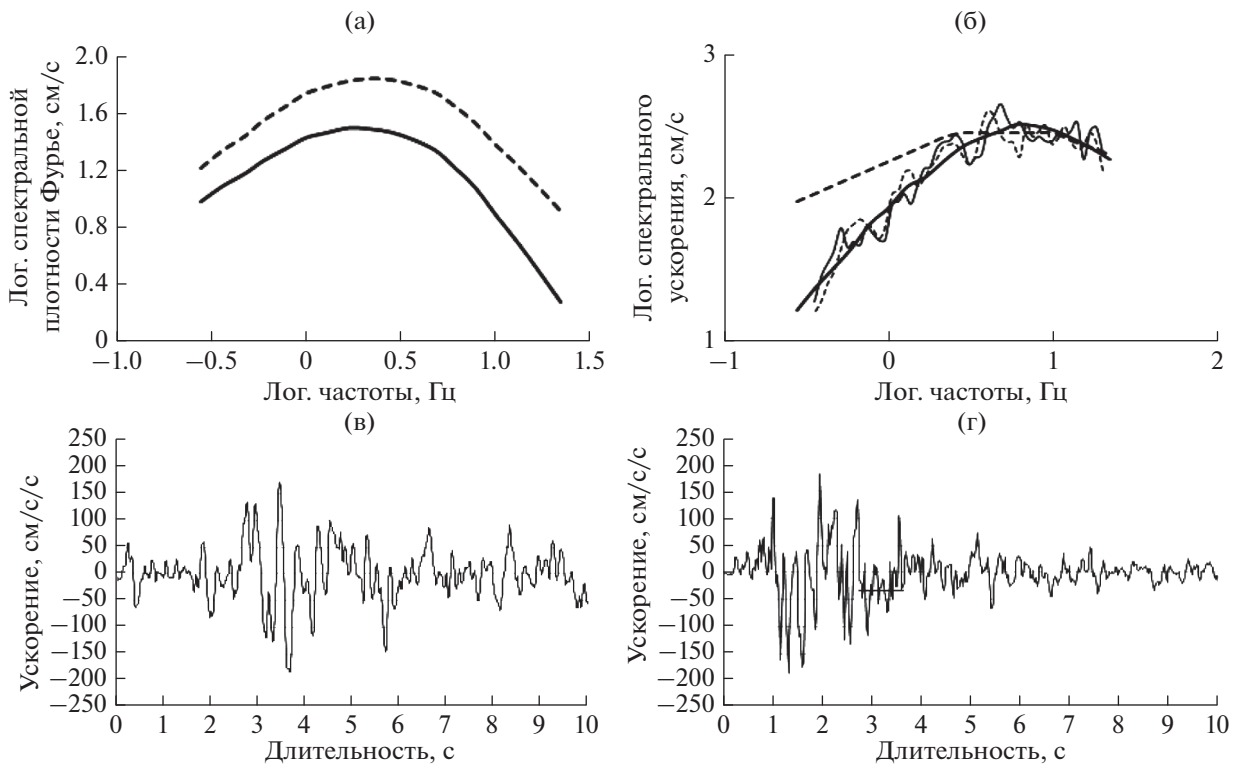 (а)
Лог. спектральной
плотности Фурье, см/с
2.0
1.6
1.2
0.8
0.4
0
−1.0 −0.5 0 0.5 1.0 1.5
Лог. частоты, Гц
(б)
Лог. спектрального
ускорения, см/с
3
2
1
−1 0 1 2
Лог. частоты, Гц
(в)
Ускорение, см/с/с
250
200
150
100
50
0
−50
−100
−150
−200
−250
0 1 2 3 4 5 6 7 8 9 10
Длительность, с
(г)
Ускорение, см/с/с
250
200
150
100
50
0
−50
−100
−150
−200
−250
0 1 2 3 4 5 6 7 8 9 10
Длительность, с